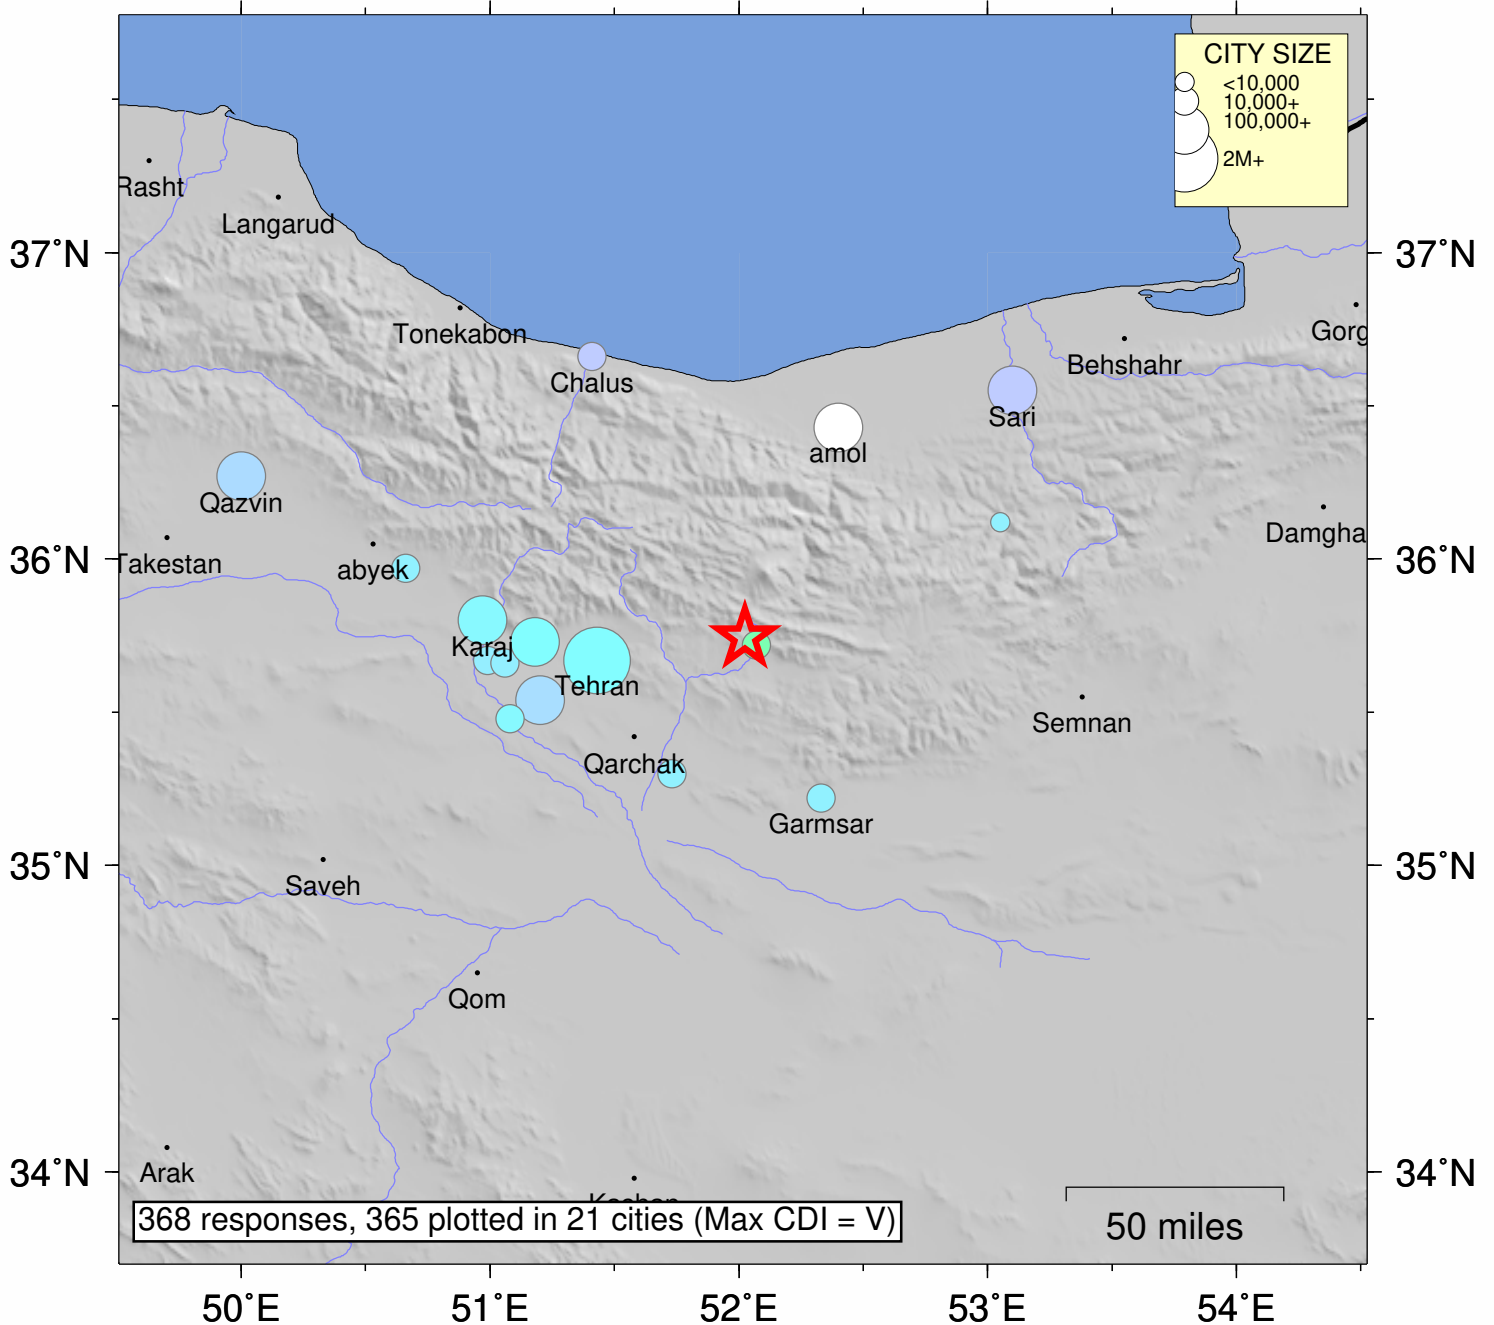 CITY SIZE
<10,000
10,000+
100,000+
2M+
Rasht
Langarud
37°N
37°N
Tonekabon
Gorg
Behshahr
Chalus
Sari
amol
Qazvin
Damgha
36°N
36°N
Takestan
abyek
Karaj
Tehran
Semnan
Qarchak
Garmsar
35°N
35°N
Saveh
Qom
34°N
34°N
Arak
368 responses, 365 plotted in 21 cities (Max CDI = V)
50 miles
50°E
51°E
52°E
53°E
54°E